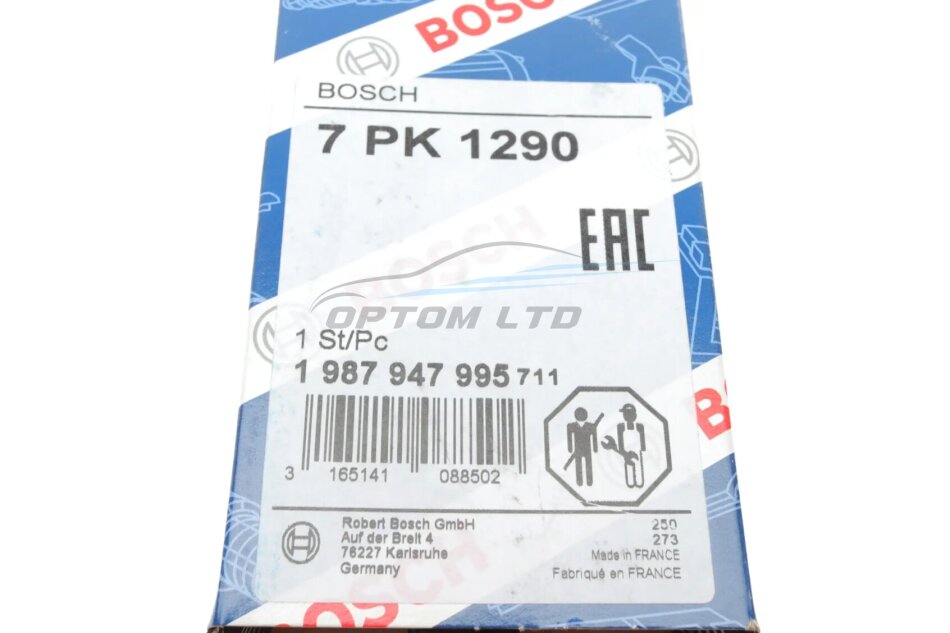 BOSCH
BOSCH
7 PK 1290
EAC
BOSCH
OPTOM LTD
1 St/Pc
1 987 947 995 711
BOSCH
3 165141 088502
Robert Bosch GmbH
Auf der Breit 4
76227 Karlsruhe
Germany
250
273
Made in FRANCE
Fabriqué en FRANCE
BOSCH